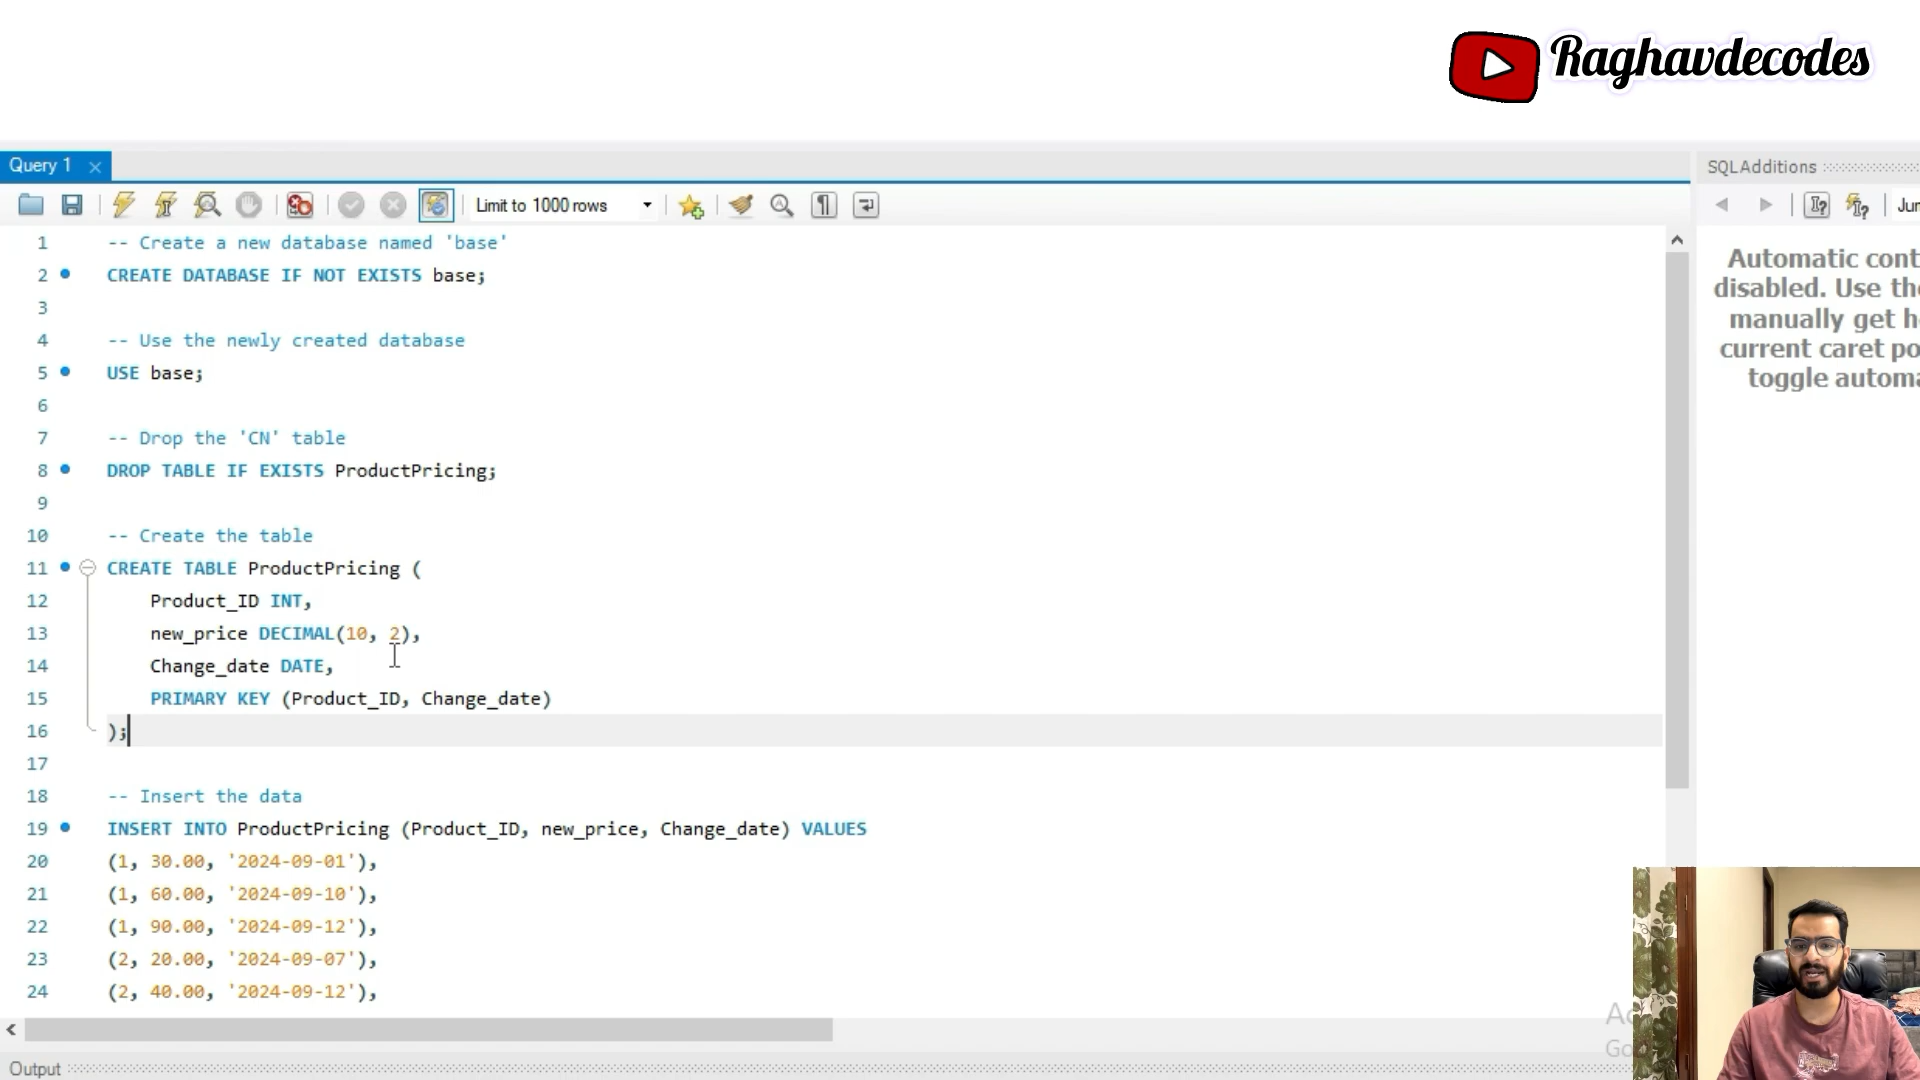 Raghavdecodes
Query 1
SQLAdditions
Limit to 1000 rows
Jum
1 -- Create a new database named 'base'
2 CREATE DATABASE IF NOT EXISTS base;
3
4 -- Use the newly created database
5 USE base;
6
7 -- Drop the 'CN' table
8 DROP TABLE IF EXISTS ProductPricing;
9
10 -- Create the table
11 CREATE TABLE ProductPricing (
12 Product_ID INT,
13 new_price DECIMAL(10, 2),
14 Change_date DATE,
15 PRIMARY KEY (Product_ID, Change_date)
16 );
17
18 -- Insert the data
19 INSERT INTO ProductPricing (Product_ID, new_price, Change_date) VALUES
20 (1, 30.00, '2024-09-01'),
21 (1, 60.00, '2024-09-10'),
22 (1, 90.00, '2024-09-12'),
23 (2, 20.00, '2024-09-07'),
24 (2, 40.00, '2024-09-12'),
Automatic cont
disabled. Use the
manually get h
current caret po
toggle automa
Go
Output